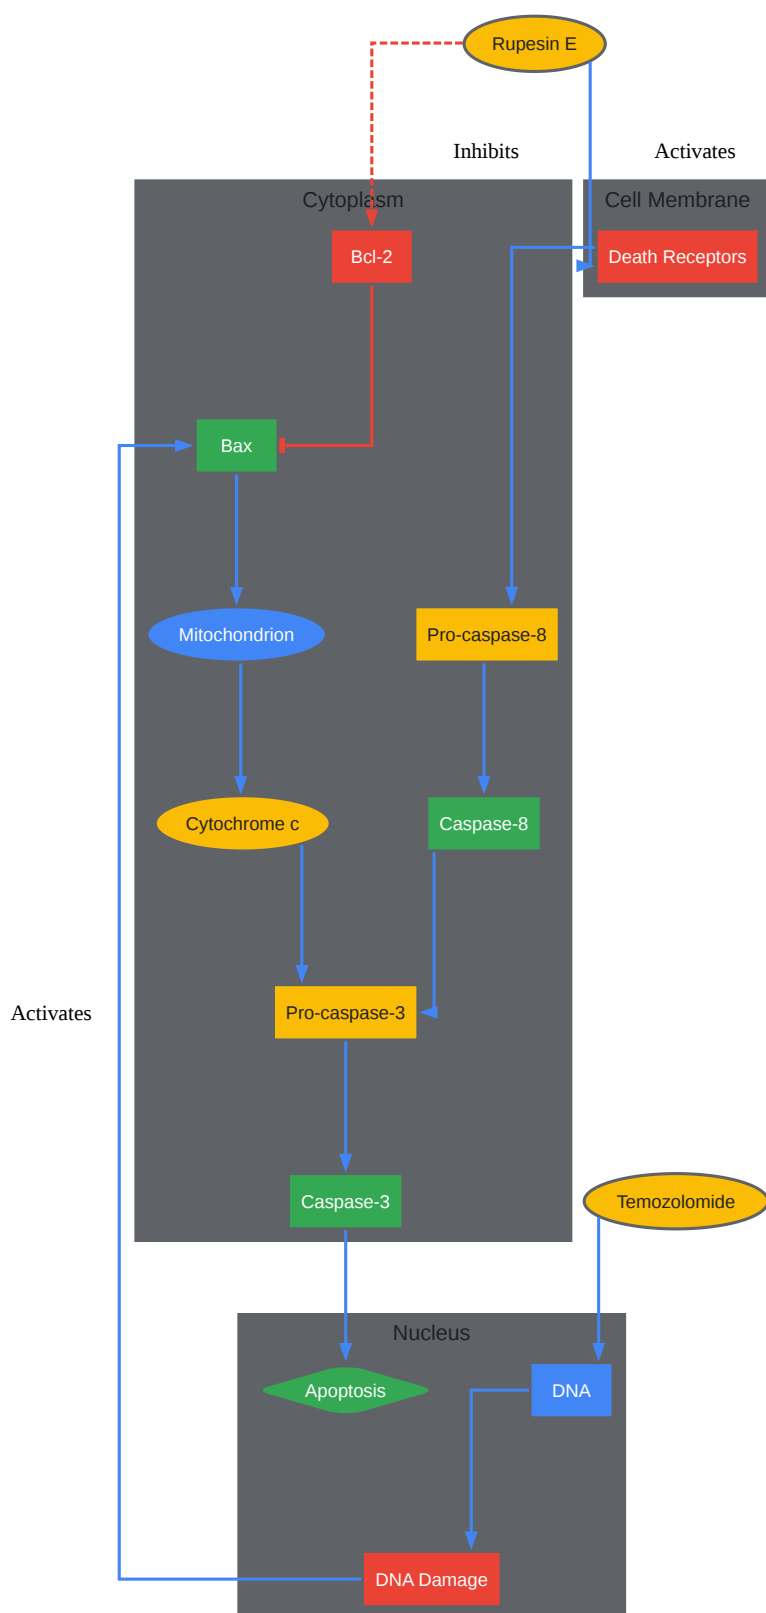 Rupesin E
Inhibits
Activates
Cytoplasm
Cell Membrane
Bcl-2
Death Receptors
Bax
Mitochondrion
Pro-caspase-8
Cytochrome c
Caspase-8
Activates
Pro-caspase-3
Caspase-3
Temozolomide
Nucleus
Apoptosis
DNA
DNA Damage